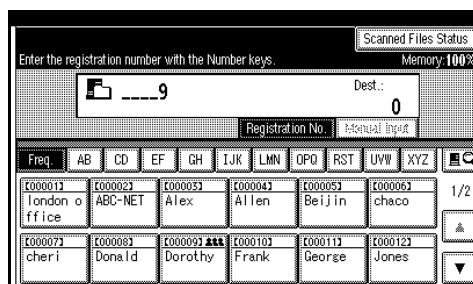 Scanned Files Status
Enter the registration number with the Number keys.
Memory:100%
____9
Dest.:
0
Registration No.
Manual Input
Freq. AB CD EF GH IJK LMN OPQ RST UVW XYZ
[00001] [00002] [00003] [00004] [00005] [00006]
london o ABC-NET Alex Allen Beijin chaco
ffice
1/2
[00007] [00008] [00009] [00010] [00011] [00012]
cheri Donald Dorothy Frank George Jones